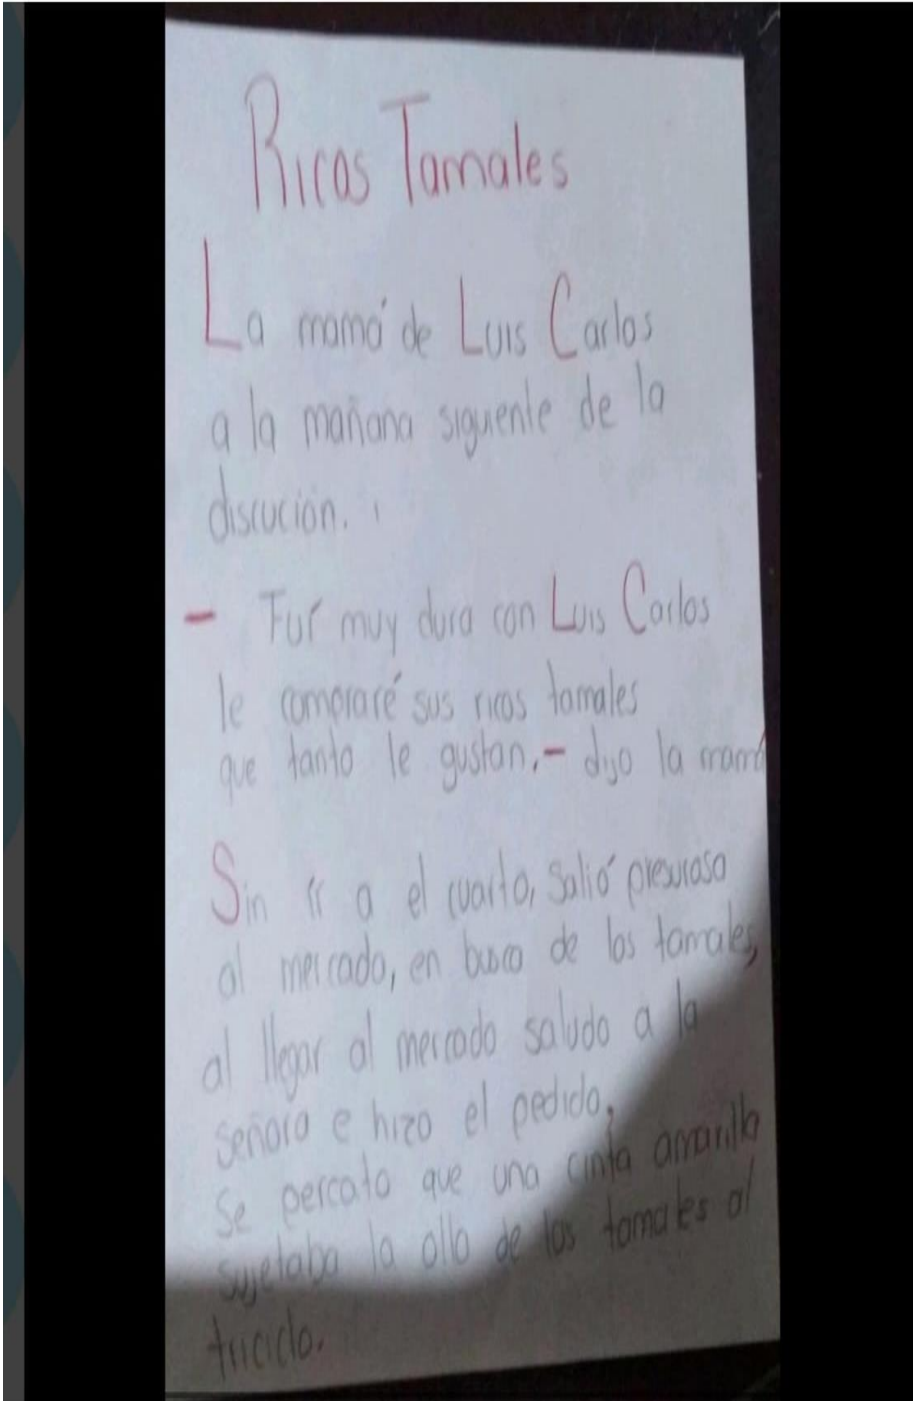 Ricos Tamales
La mamá de Luis Carlos
a la mañana siguiente de la
discución.
- Fuí muy dura con Luis Carlos
le compraré sus ricos tamales
que tanto le gustan.- dijo la mamá
Sin ir a el cuarto, salió presurosa
al mercado, en busca de los tamales,
al llegar al mercado saludo a la
señora e hizo el pedido,
Se percato que una cinta amarilla
sujetaba la olla de los tamales al
triciclo.